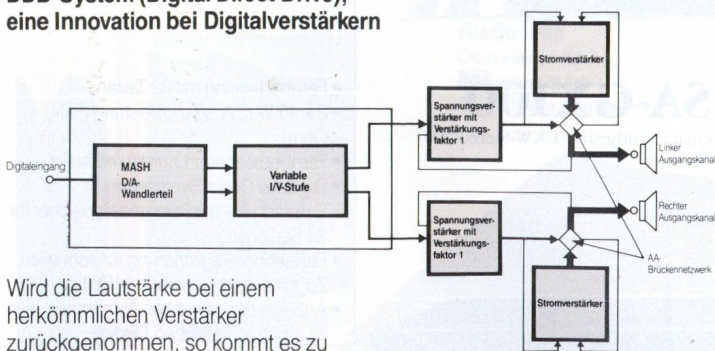 DDD-System (Digital Direct Drive),
eine Innovation bei Digitalverstärkern
Stromverstärker
Spannungsver-
stärker mit
Verstärkungs-
faktor 1
Linker
Ausgangskanal
Digitaleingang
MASH
D/A-
Wandlerteil
Variable
I/V-Stufe
Rechter
Ausgangskanal
Spannungsver-
stärker mit
Verstärkungs-
faktor 1
AA-
Brückennetzwerk
Stromverstärker
Wird die Lautstärke bei einem
herkömmlichen Verstärker
zurückgenommen, so kommt es zu